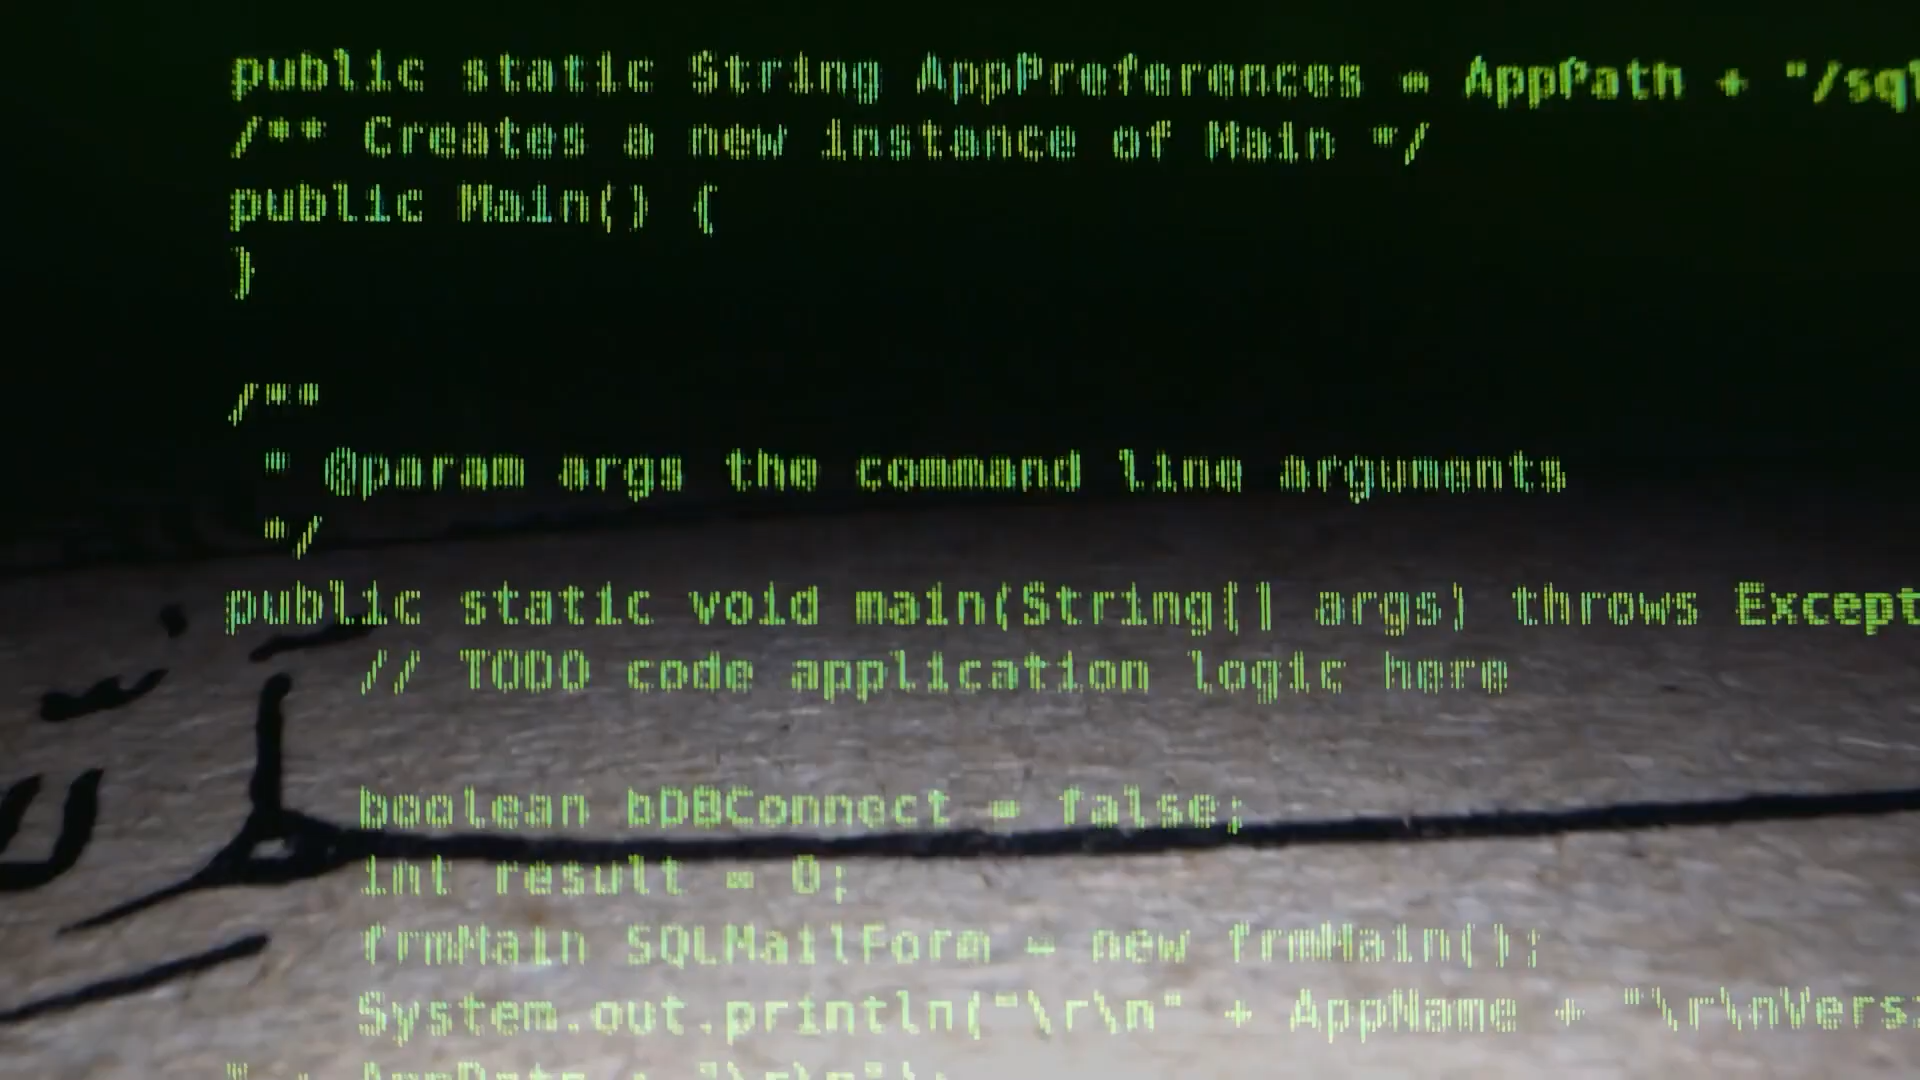 public static String AppPreferences = AppPath + "/sql
/** Creates a new instance of Main */
public Main() {
}
/**
* @param args the command line arguments
*/
public static void main(String[] args) throws Except
// TODO code application logic here
boolean bDBConnect = false;
int result = 0;
frmMain SQLMailForm = new frmMain();
System.out.println("\r\n" + AppName + "\r\nVers